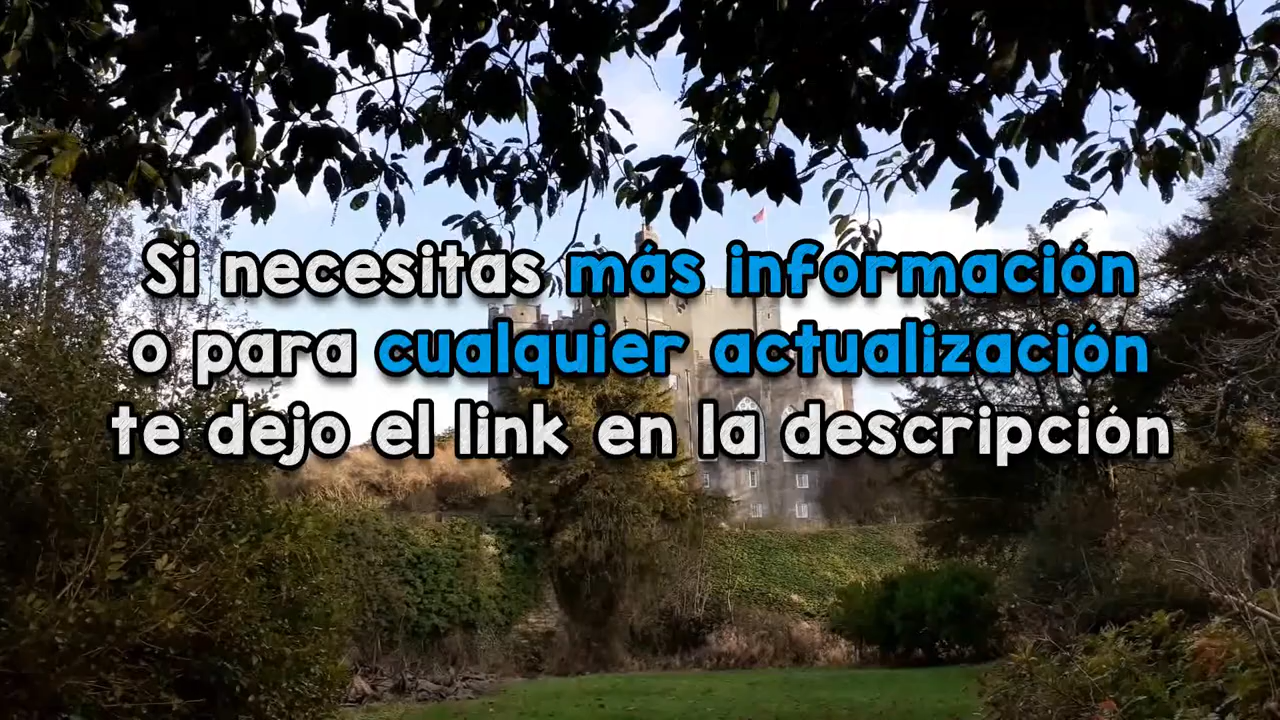 Si necesitas más información
o para cualquier actualización
te dejo el link en la descripción